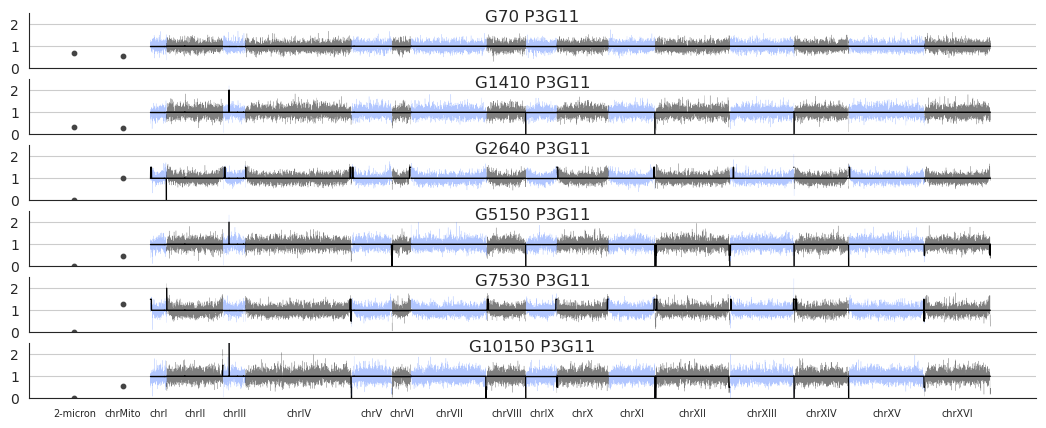 G70 P3G11
2
1
0
G1410 P3G11
2
1
0
G2640 P3G11
2
1
0
G5150 P3G11
2
1
0
G7530 P3G11
2
1
0
G10150 P3G11
2
1
0
2-micron chrMito chrI chrII chrIII chrIV chrV chrVI chrVII chrVIII chrIX chrX chrXI chrXII chrXIII chrXIV chrXV chrXVI